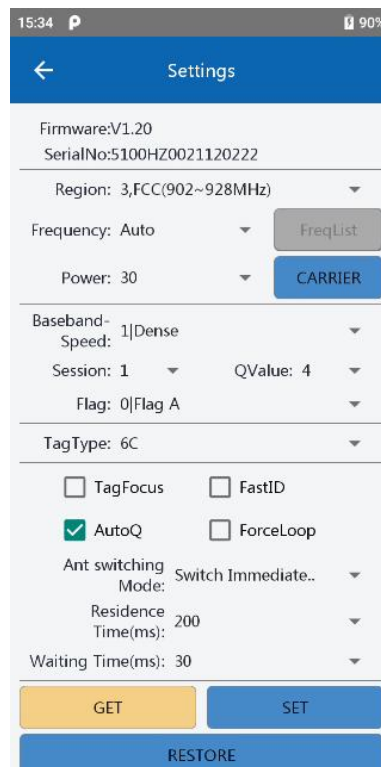 15:34 P 90%
Settings
Firmware:V1.20
SerialNo:5100HZ0021120222
Region: 3,FCC(902~928MHz)
Frequency: Auto FreqList
Power: 30 CARRIER
Baseband-
Speed: 1|Dense
Session: 1 QValue: 4
Flag: 0|Flag A
TagType: 6C
TagFocus FastID
AutoQ ForceLoop
Ant switching
Mode: Switch Immediate..
Residence
Time(ms): 200
Waiting Time(ms): 30
GET SET
RESTORE